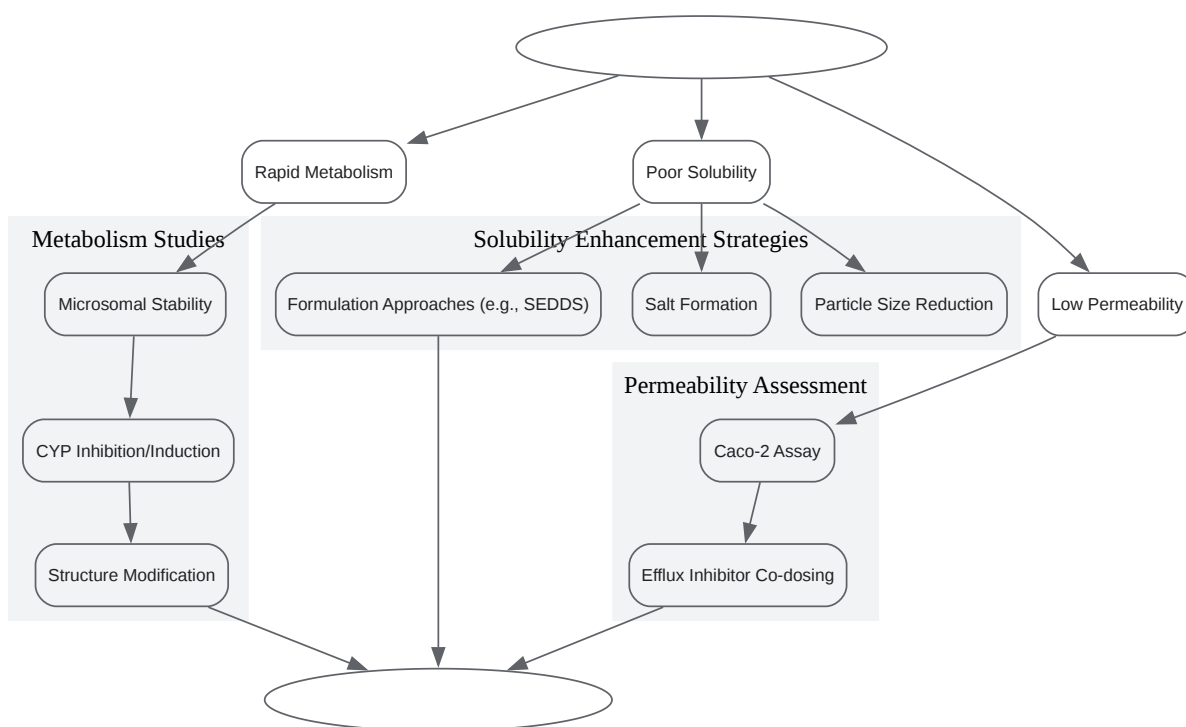 Rapid Metabolism
Poor Solubility
Metabolism Studies
Solubility Enhancement Strategies
Microsomal Stability
Formulation Approaches (e.g., SEDDS)
Salt Formation
Particle Size Reduction
Low Permeability
Permeability Assessment
CYP Inhibition/Induction
Caco-2 Assay
Structure Modification
Efflux Inhibitor Co-dosing